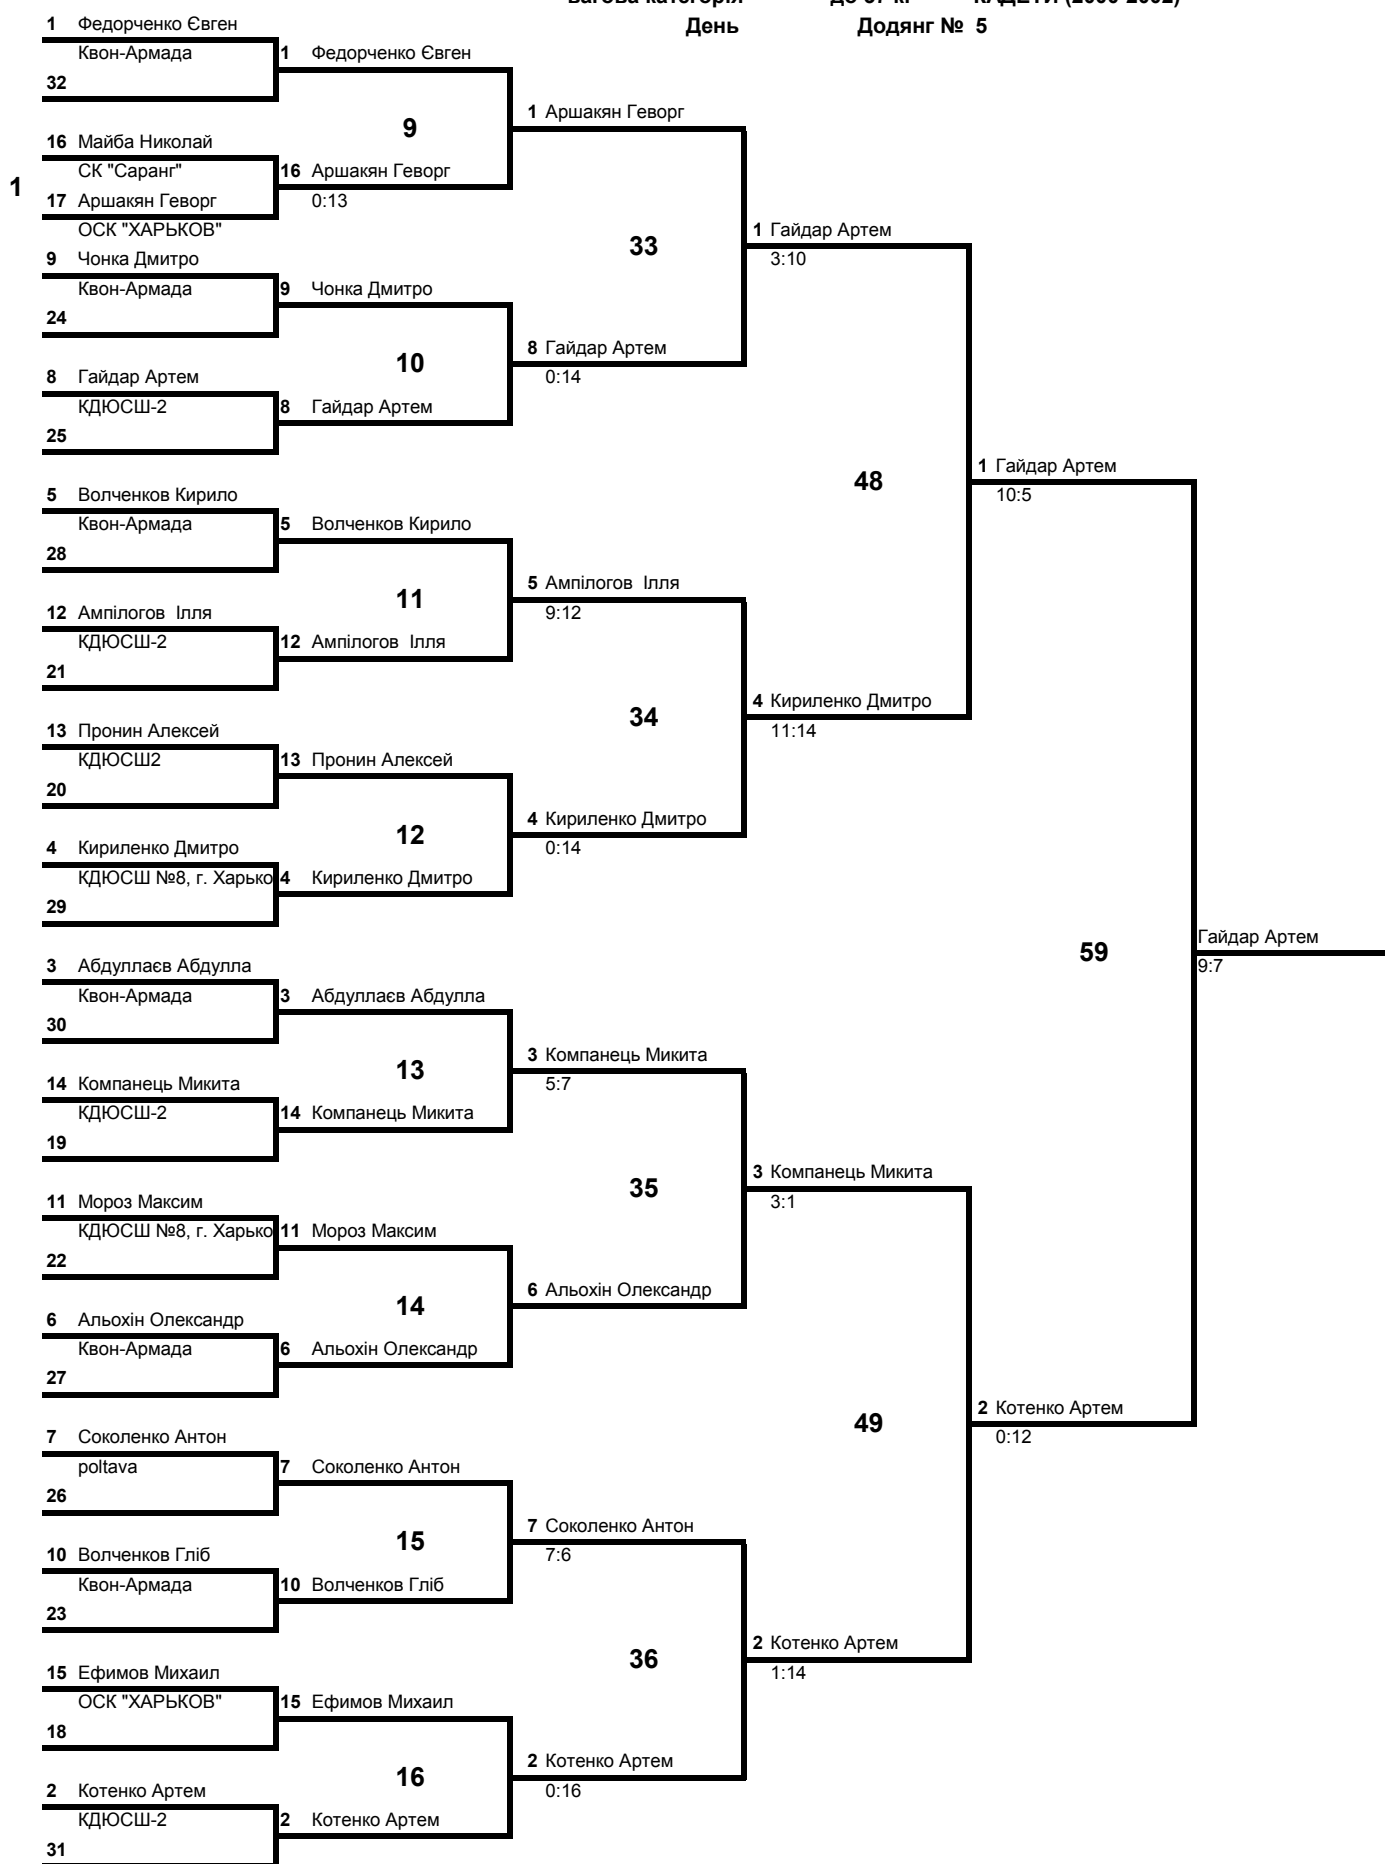 День Додянг № 5
1 Федорченко Євген
Квон-Армада
32
16 Майба Николай
СК "Саранг"
1
17 Аршакян Геворг
ОСК "ХАРЬКОВ"
9 Чонка Дмитро
Квон-Армада
24
8 Гайдар Артем
КДЮСШ-2
25
5 Волченков Кирило
Квон-Армада
28
12 Ампілогов Ілля
КДЮСШ-2
21
13 Пронин Алексей
КДЮСШ2
20
4 Кириленко Дмитро
КДЮСШ №8, г. Харько
29
3 Абдуллаєв Абдулла
Квон-Армада
30
14 Компанець Микита
КДЮСШ-2
19
11 Мороз Максим
КДЮСШ №8, г. Харько
22
6 Альохін Олександр
Квон-Армада
27
7 Соколенко Антон
poltava
26
10 Волченков Гліб
Квон-Армада
23
15 Ефимов Михаил
ОСК "ХАРЬКОВ"
18
2 Котенко Артем
КДЮСШ-2
31
1 Федорченко Євген
9
16 Аршакян Геворг
0:13
9 Чонка Дмитро
10
8 Гайдар Артем
5 Волченков Кирило
11
12 Ампілогов Ілля
13 Пронин Алексей
12
4 Кириленко Дмитро
3 Абдуллаєв Абдулла
13
14 Компанець Микита
11 Мороз Максим
14
6 Альохін Олександр
7 Соколенко Антон
15
10 Волченков Гліб
15 Ефимов Михаил
16
2 Котенко Артем
1 Аршакян Геворг
33
8 Гайдар Артем
0:14
5 Ампілогов Ілля
9:12
34
4 Кириленко Дмитро
0:14
3 Компанець Микита
5:7
35
6 Альохін Олександр
7 Соколенко Антон
7:6
36
2 Котенко Артем
0:16
1 Гайдар Артем
3:10
48
4 Кириленко Дмитро
11:14
3 Компанець Микита
3:1
49
2 Котенко Артем
1:14
1 Гайдар Артем
10:5
59
2 Котенко Артем
0:12
Гайдар Артем
9:7